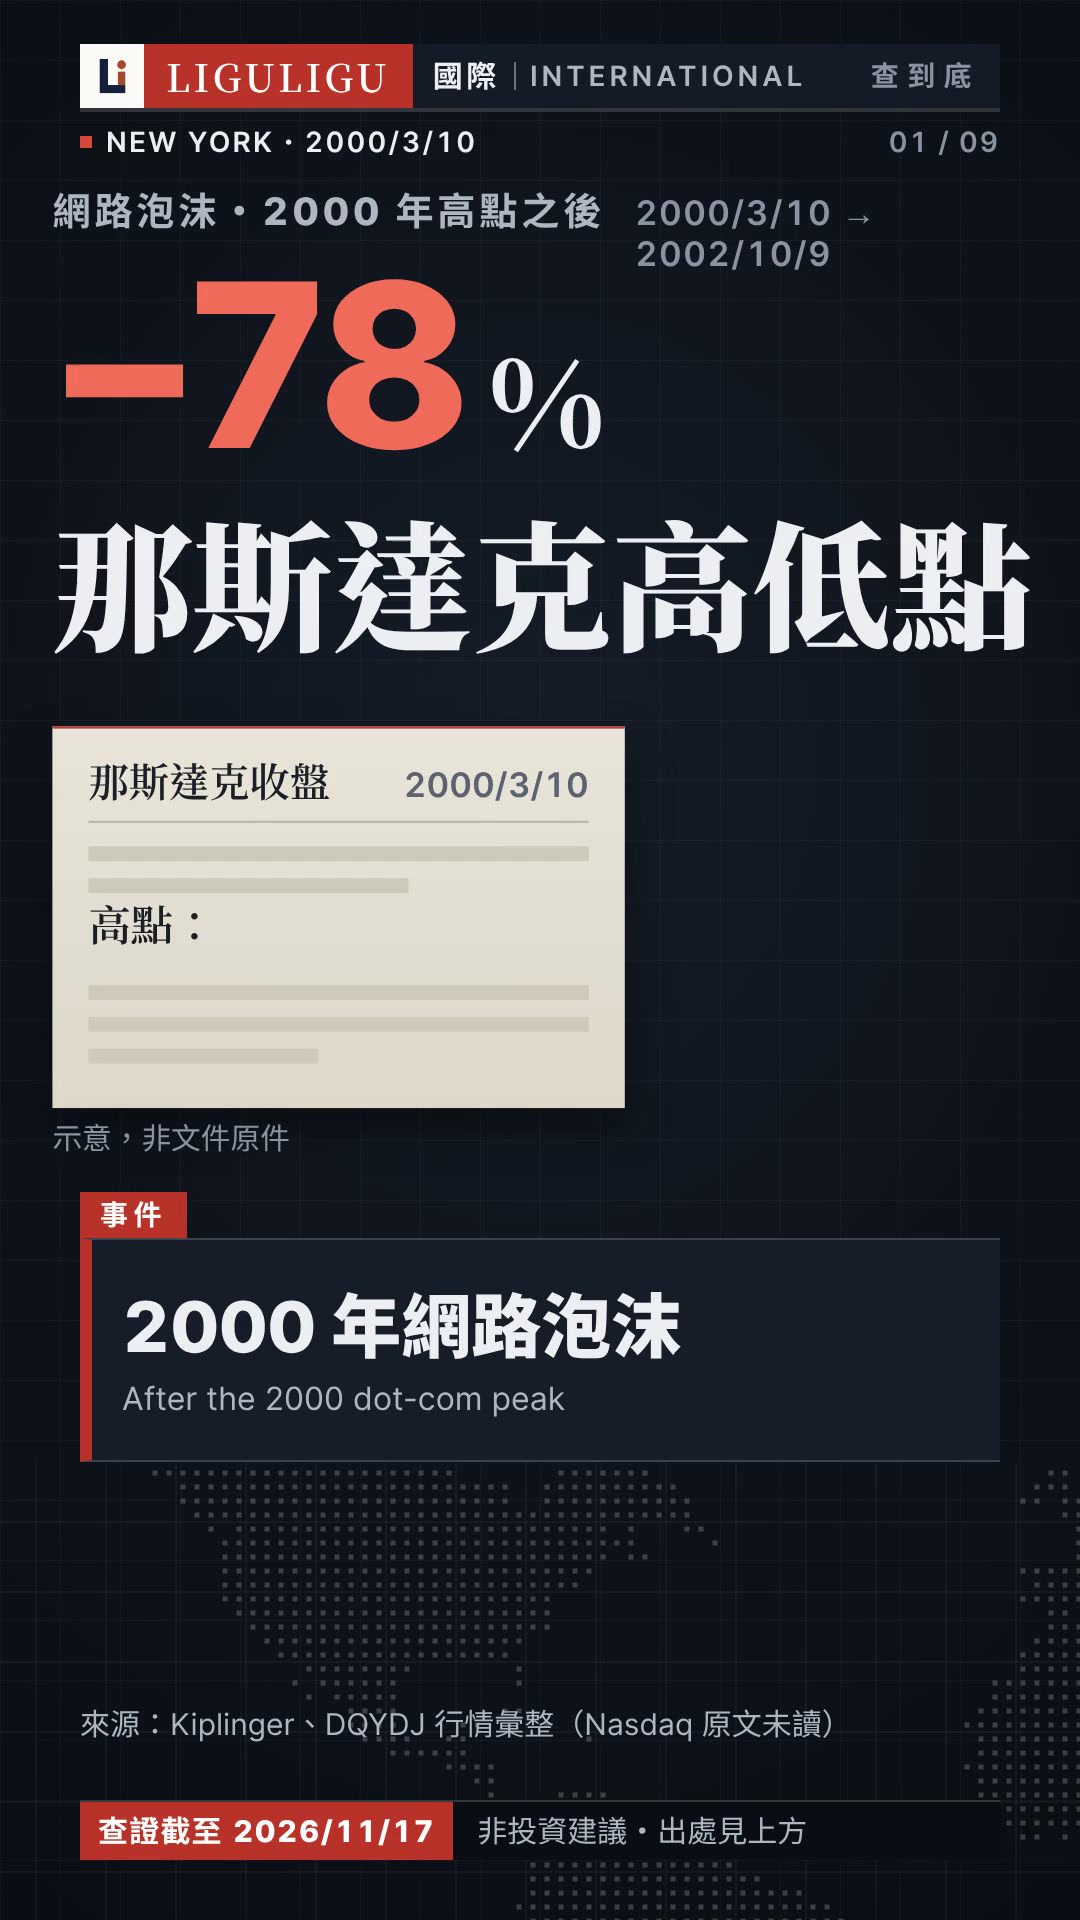 Li LIGULIGU 國際 | INTERNATIONAL 查到底
NEW YORK · 2000/3/10 01 / 09
網路泡沫・2000 年高點之後 2000/3/10 →
2002/10/9
−78 %
那斯達克高低點
那斯達克收盤 2000/3/10
高點：
示意，非文件原件
事件
2000 年網路泡沫
After the 2000 dot-com peak
來源：Kiplinger、DQYDJ 行情彙整（Nasdaq 原文未讀）
查證截至 2026/11/17 非投資建議・出處見上方